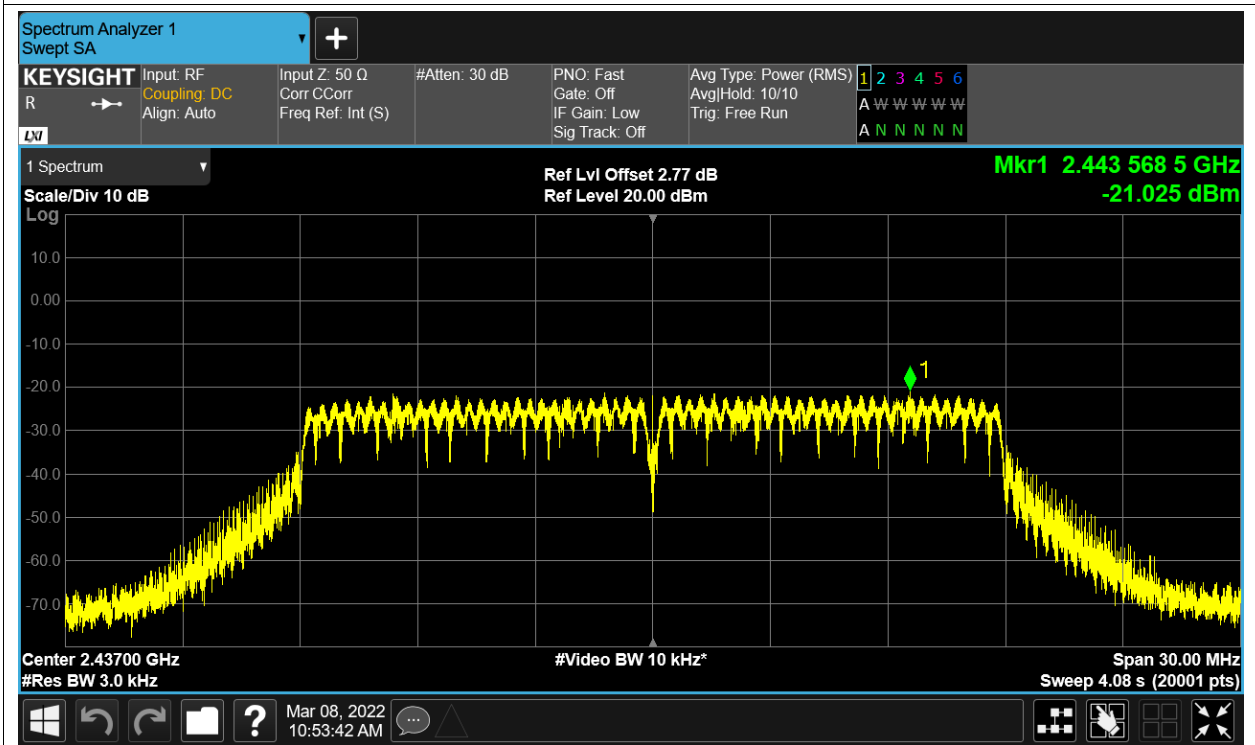 Spectrum Analyzer 1
Swept SA
KEYSIGHT
R
LXI
Input: RF
Coupling: DC
Align: Auto
Input Z: 50 Ω
Corr CCorr
Freq Ref: Int (S)
#Atten: 30 dB
PNO: Fast
Gate: Off
IF Gain: Low
Sig Track: Off
Avg Type: Power (RMS)
Avg|Hold: 10/10
Trig: Free Run
1 2 3 4 5 6
A W W W W W
A N N N N N
1 Spectrum
Scale/Div 10 dB
Log
Ref Lvl Offset 2.77 dB
Ref Level 20.00 dBm
Mkr1 2.443 568 5 GHz
-21.025 dBm
10.0
0.00
-10.0
-20.0
-30.0
-40.0
-50.0
-60.0
-70.0
1
Center 2.43700 GHz
#Res BW 3.0 kHz
#Video BW 10 kHz*
Span 30.00 MHz
Sweep 4.08 s (20001 pts)
?
Mar 08, 2022
10:53:42 AM